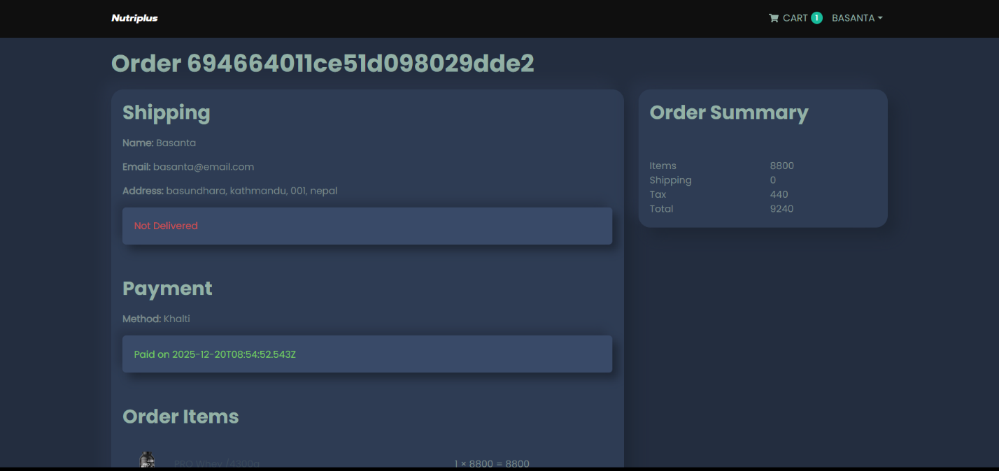 Nutriplus
CART 1 BASANTA
Order 694664011ce51d098029dde2
Shipping
Name: Basanta
Email: basanta@email.com
Address: basundhara, kathmandu, 001, nepal
Not Delivered
Payment
Method: Khalti
Paid on 2025-12-20T08:54:52.543Z
Order Items
PRO Whey /4300g
1 × 8800 = 8800
Order Summary
Items 8800
Shipping 0
Tax 440
Total 9240